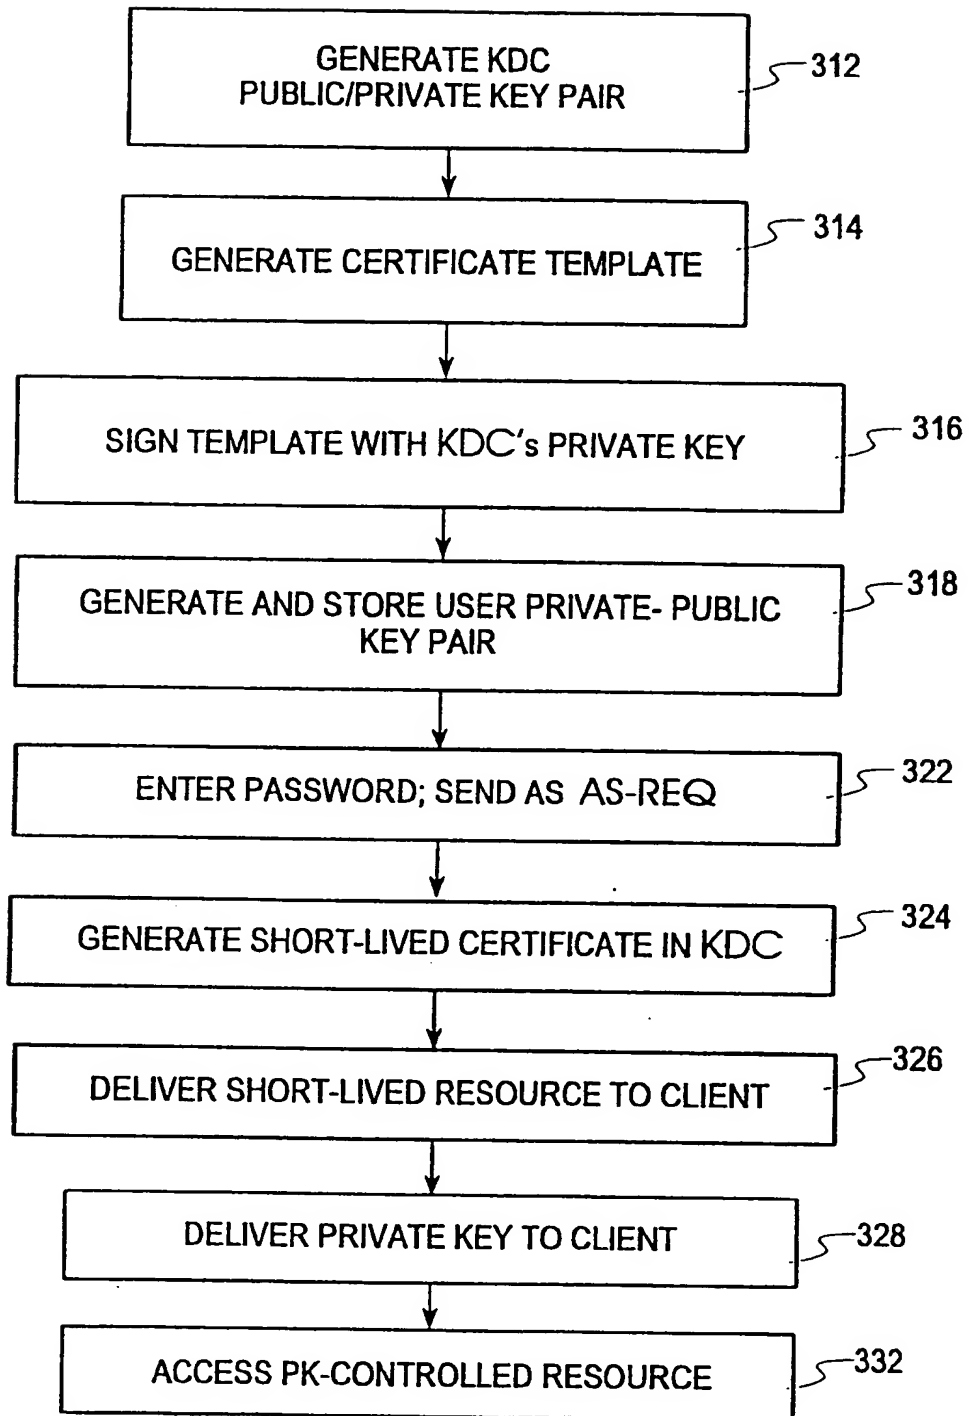 GENERATE KDC
PUBLIC/PRIVATE KEY PAIR
312
GENERATE CERTIFICATE TEMPLATE
314
SIGN TEMPLATE WITH KDC's PRIVATE KEY
316
GENERATE AND STORE USER PRIVATE- PUBLIC
KEY PAIR
318
ENTER PASSWORD; SEND AS AS-REQ
322
GENERATE SHORT-LIVED CERTIFICATE IN KDC
324
DELIVER SHORT-LIVED RESOURCE TO CLIENT
326
DELIVER PRIVATE KEY TO CLIENT
328
ACCESS PK-CONTROLLED RESOURCE
332